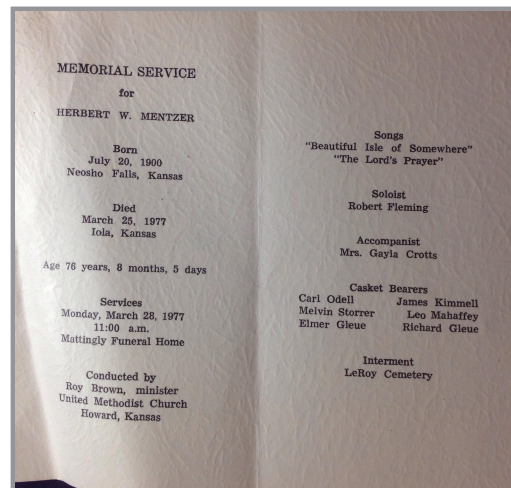 MEMORIAL SERVICE
for
HERBERT W. MENTZER
Born
July 20, 1900
Neosho Falls, Kansas
Died
March 25, 1977
Iola, Kansas
Age 76 years, 8 months, 5 days
Services
Monday, March 28, 1977
11:00 a.m.
Mattingly Funeral Home
Conducted by
Roy Brown, minister
United Methodist Church
Howard, Kansas
Songs
"Beautiful Isle of Somewhere"
"The Lord's Prayer"
Soloist
Robert Fleming
Accompanist
Mrs. Gayla Crotts
Casket Bearers
Carl Odell James Kimmell
Melvin Storrer Leo Mahaffey
Elmer Gleue Richard Gleue
Interment
LeRoy Cemetery